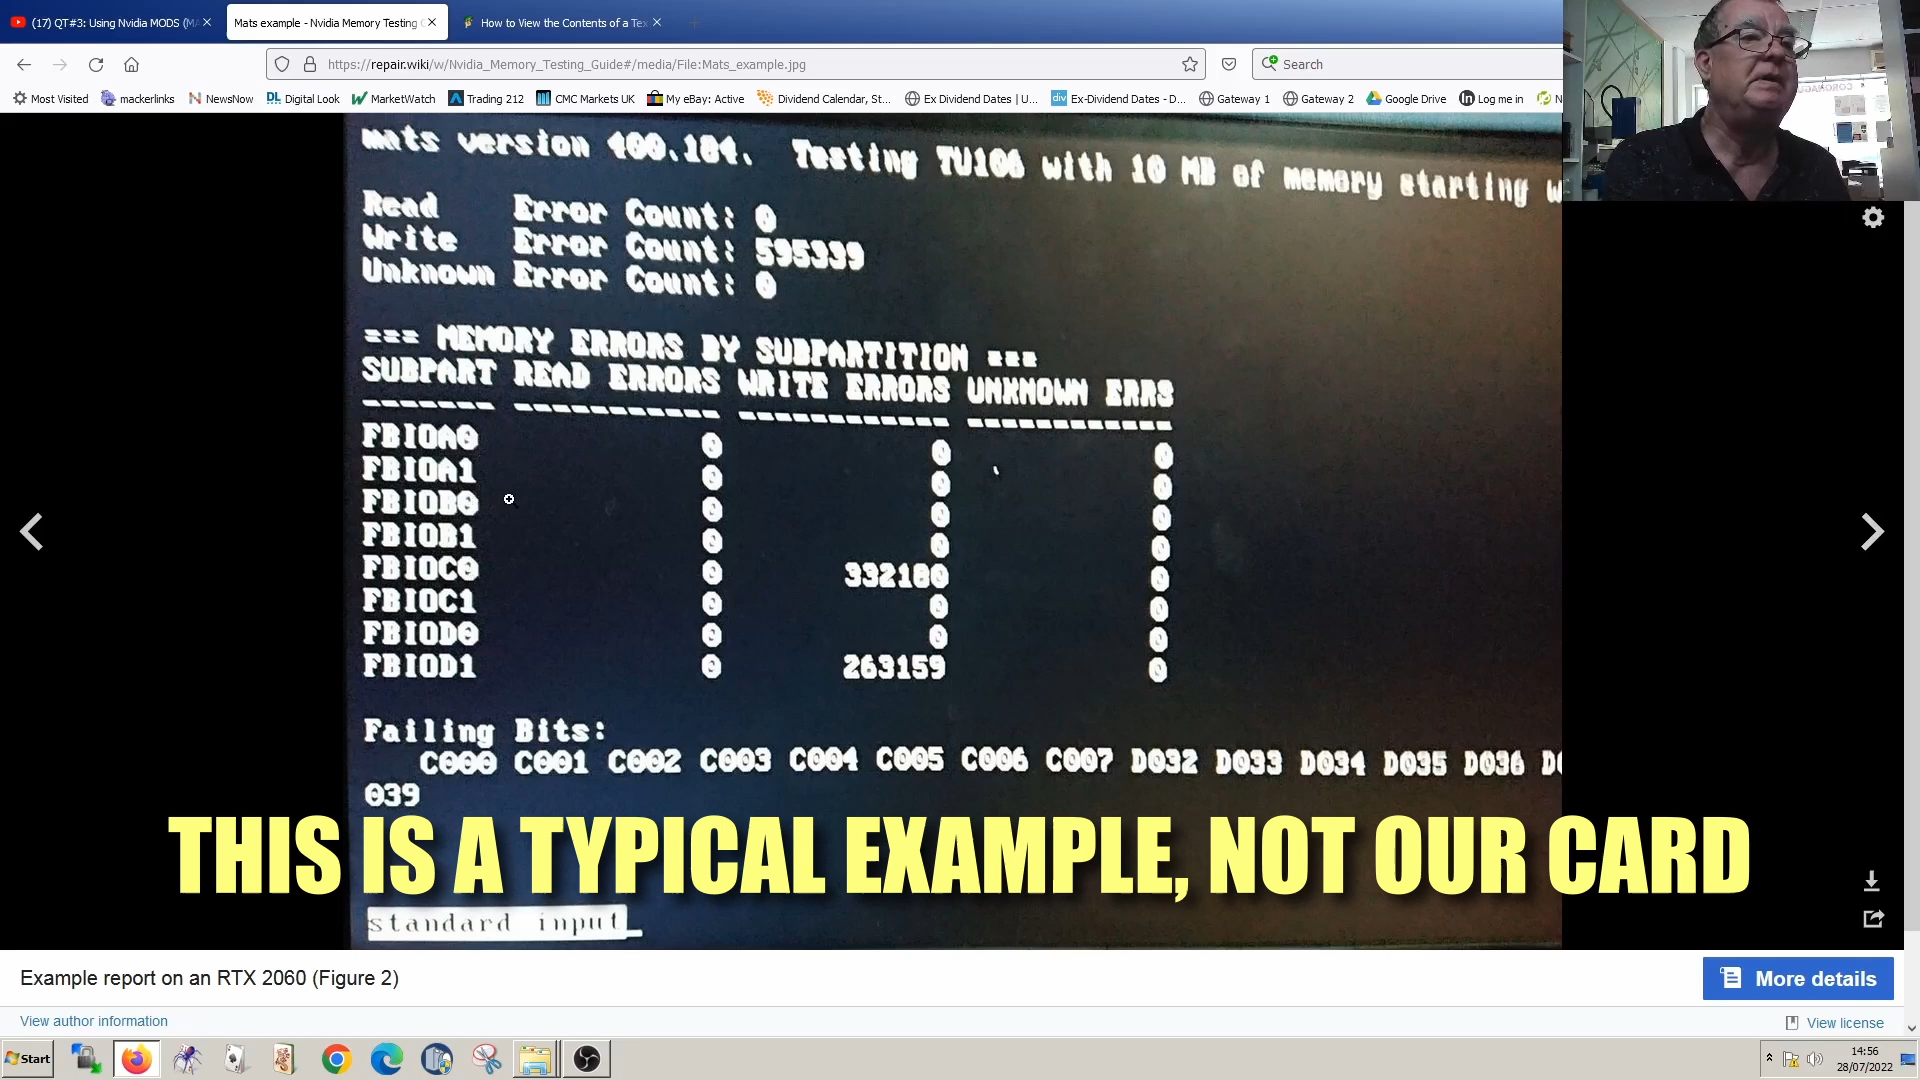 (17) QT#3: Using Nvidia MODS (MA
Mats example - Nvidia Memory Testing
How to View the Contents of a Te
https://repair.wiki/w/Nvidia_Memory_Testing_Guide#/media/File:Mats_example.jpg
Search
Most Visited mackerlinks NewsNow Digital Look MarketWatch Trading 212 CMC Markets UK My eBay: Active Dividend Calendar, St... Ex Dividend Dates | U... Ex-Dividend Dates - D... Gateway 1 Gateway 2 Google Drive Log me in N
mats version 400.184. Testing TU106 with 10 MB of memory starting w
Read Error Count: 0
Write Error Count: 595339
Unknown Error Count: 0
=== MEMORY ERRORS BY SUBPARTITION ===
SUBPART READ ERRORS WRITE ERRORS UNKNOWN ERRS
------- ----------- ------------ ------------
FBIOA0 0 0 0
FBIOA1 0 0 0
FBIOB0 0 0 0
FBIOB1 0 0 0
FBIOC0 0 332180 0
FBIOC1 0 0 0
FBIOD0 0 0 0
FBIOD1 0 263159 0
Failing Bits:
C000 C001 C002 C003 C004 C005 C006 C007 D032 D033 D034 D035 D036 D
039
THIS IS A TYPICAL EXAMPLE, NOT OUR CARD
standard input
Example report on an RTX 2060 (Figure 2)
More details
View author information
View license
Start
14:56
28/07/2022